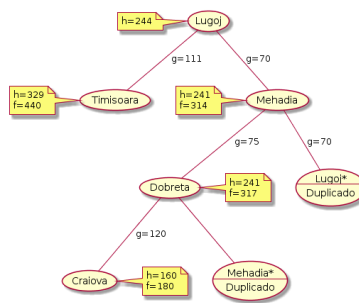 h=244
Lugoj
g=111
g=70
h=329
f=440
Timisoara
h=241
f=314
Mehadia
g=75
g=70
Dobreta
h=241
f=317
Lugoj*
Duplicado
g=120
Craiova
h=160
f=180
Mehadia*
Duplicado